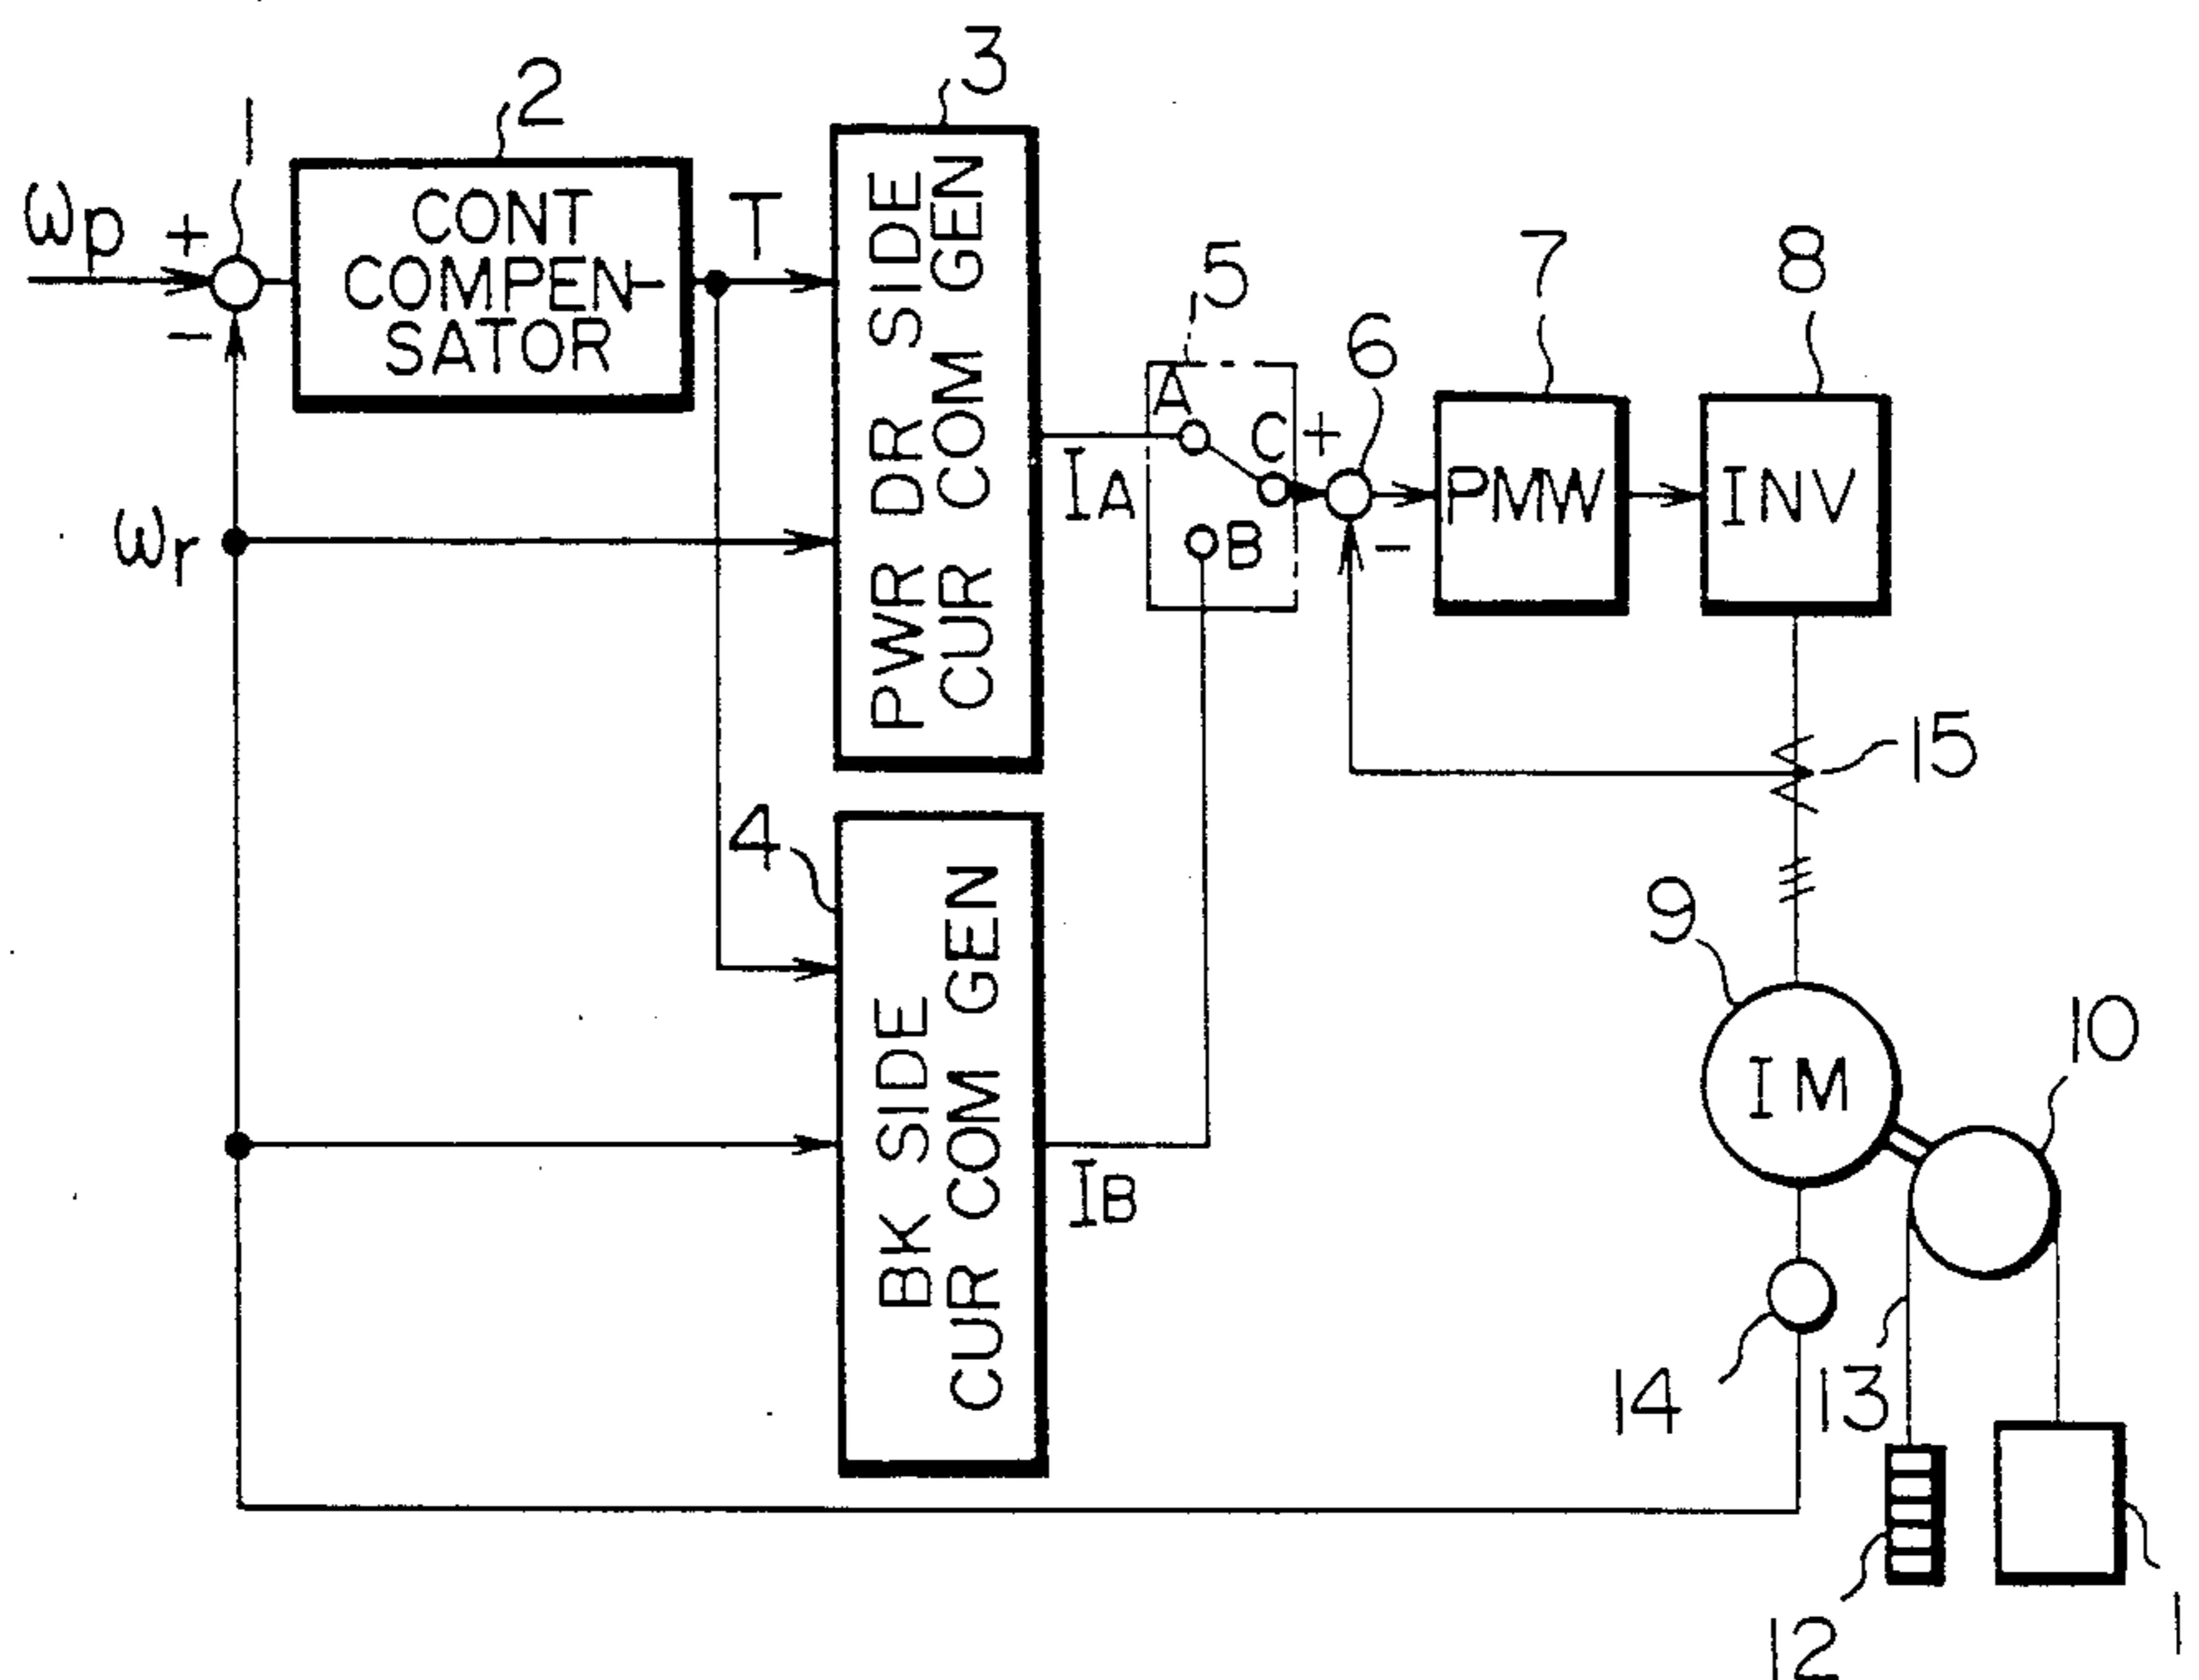 1
2
3
ωp
+
-
CONT
COMPEN-
SATOR
T
PWR DR SIDE
CUR COM GEN
5
A
C
B
IA
+
-
6
7
PMW
8
INV
ωr
15
4
BK SIDE
CUR COM GEN
IB
9
IM
10
14
13
12
1